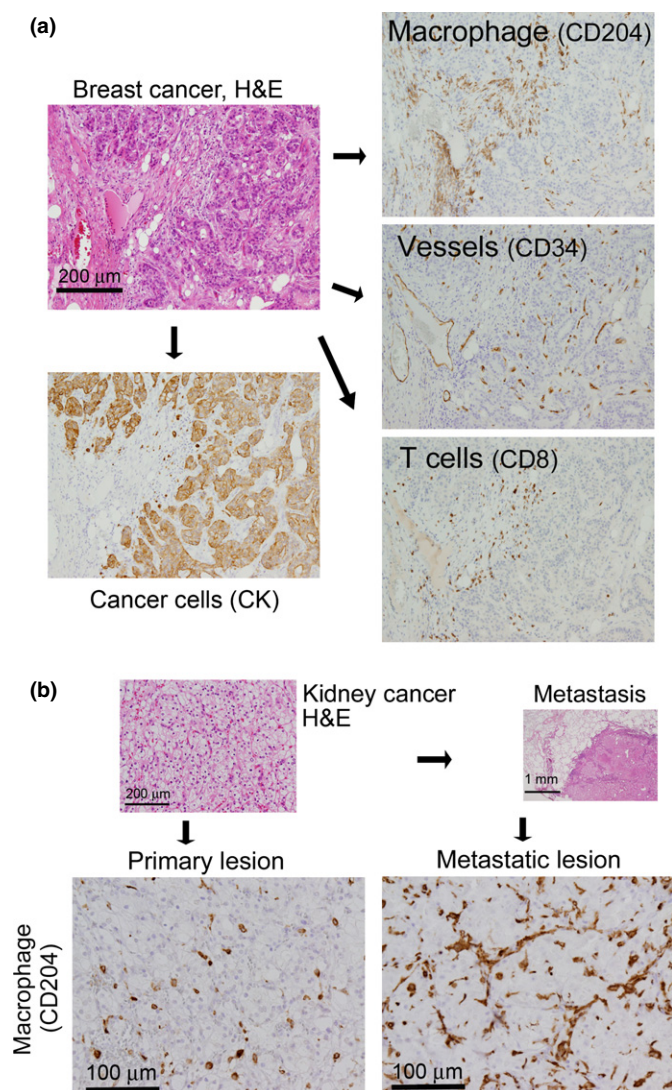 (a)
Breast cancer, H&E
200 μm
Macrophage (CD204)
Vessels (CD34)
T cells (CD8)
Cancer cells (CK)
(b)
Kidney cancer
H&E
200 μm
Metastasis
1 mm
Primary lesion
Metastatic lesion
Macrophage
(CD204)
100 μm
100 μm